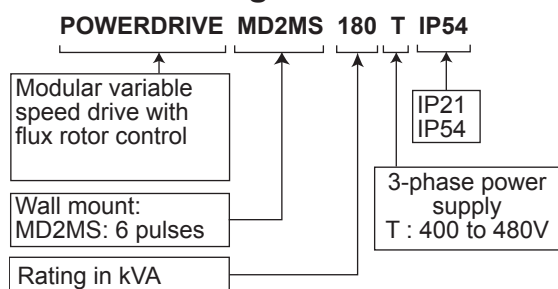 POWERDRIVE MD2MS 180 T IP54
Modular variable
speed drive with
flux rotor control
IP21
IP54
Wall mount:
MD2MS: 6 pulses
3-phase power
supply
T : 400 to 480V
Rating in kVA